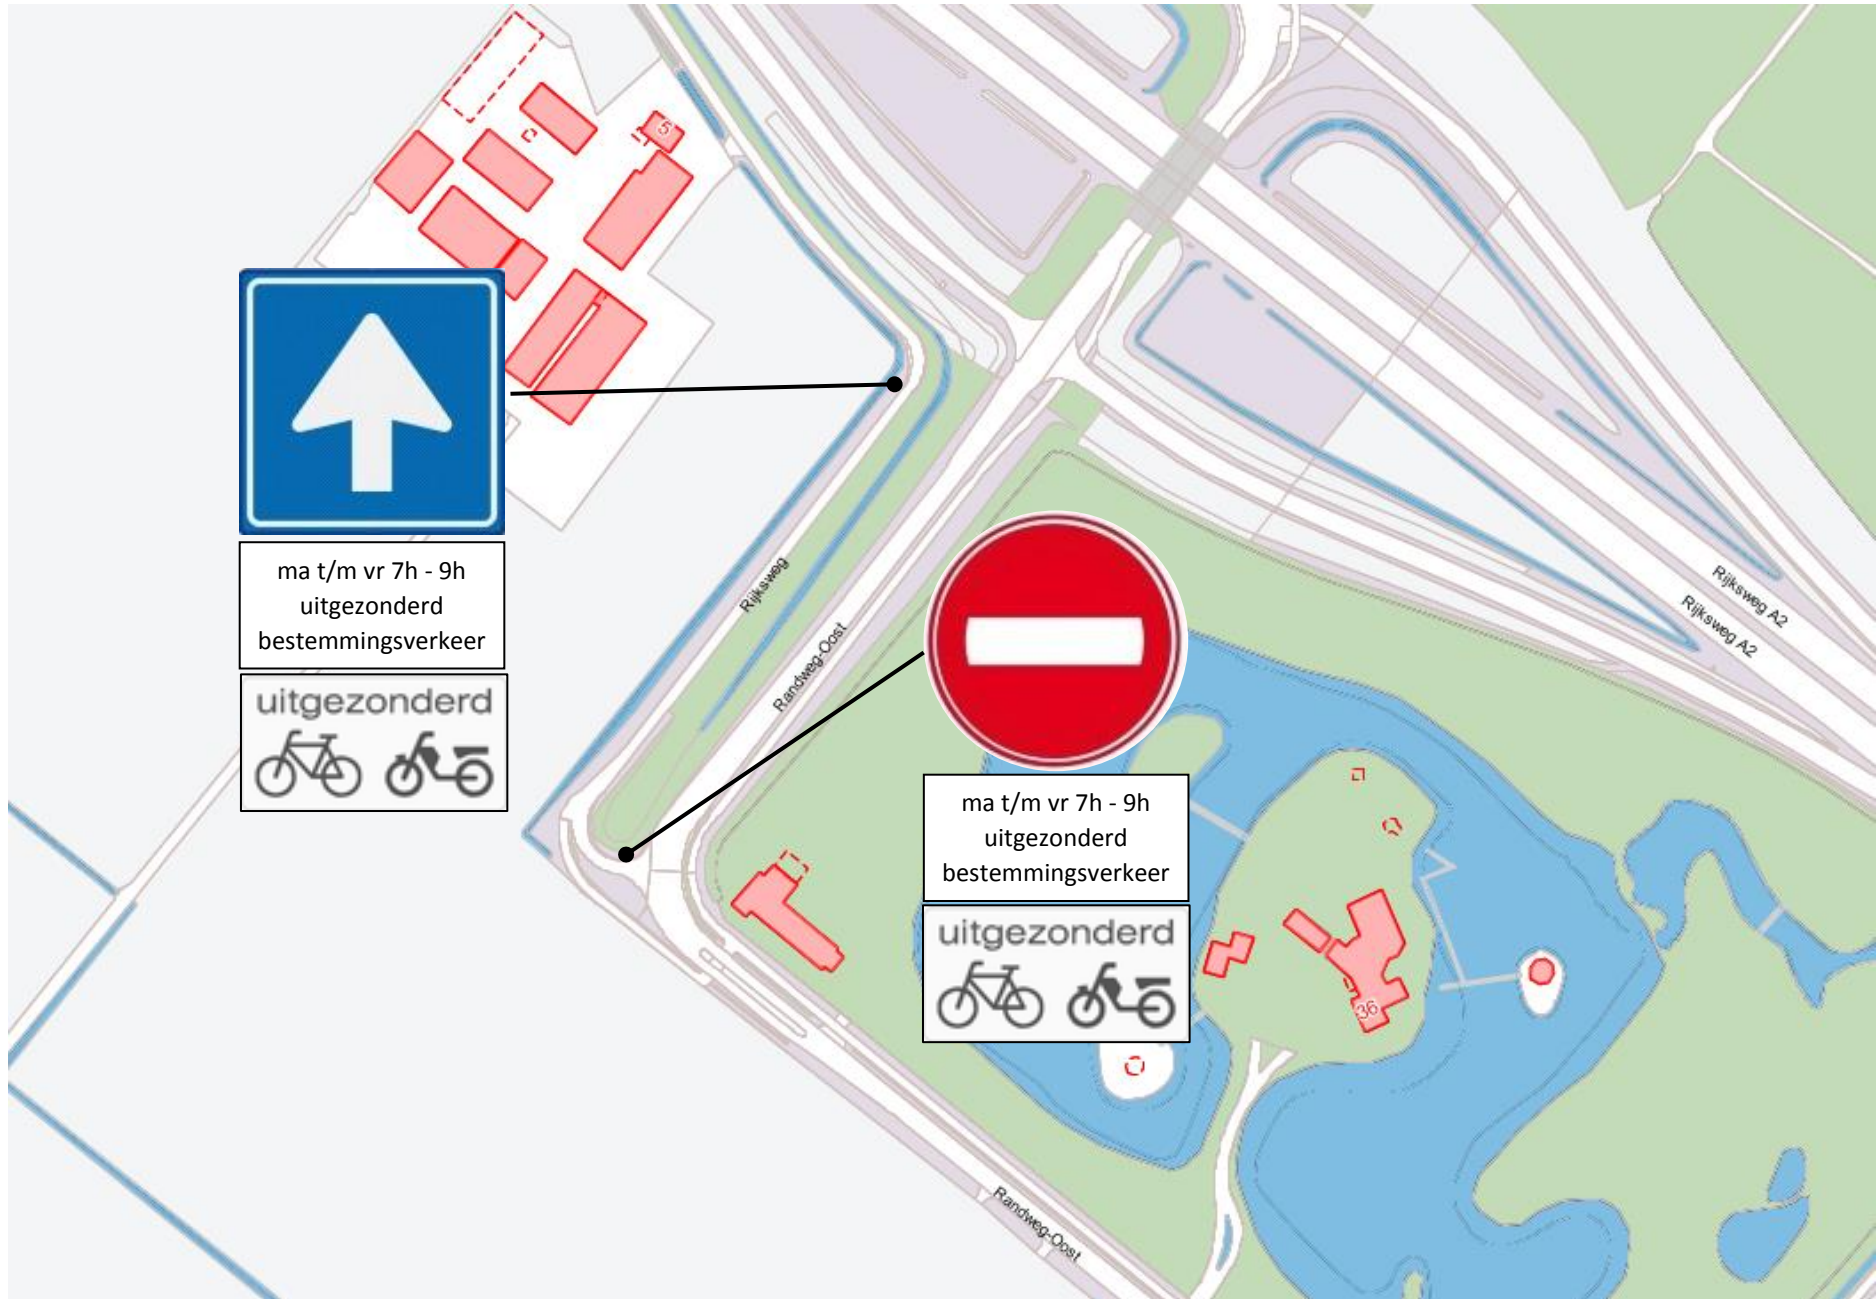 5
ma t/m vr 7h - 9h
uitgezonderd
bestemmingsverkeer
uitgezonderd
Rijksweg
Randweg-Oost
Rijksweg A2
Rijksweg A2
ma t/m vr 7h - 9h
uitgezonderd
bestemmingsverkeer
uitgezonderd
36
Randweg-Oost